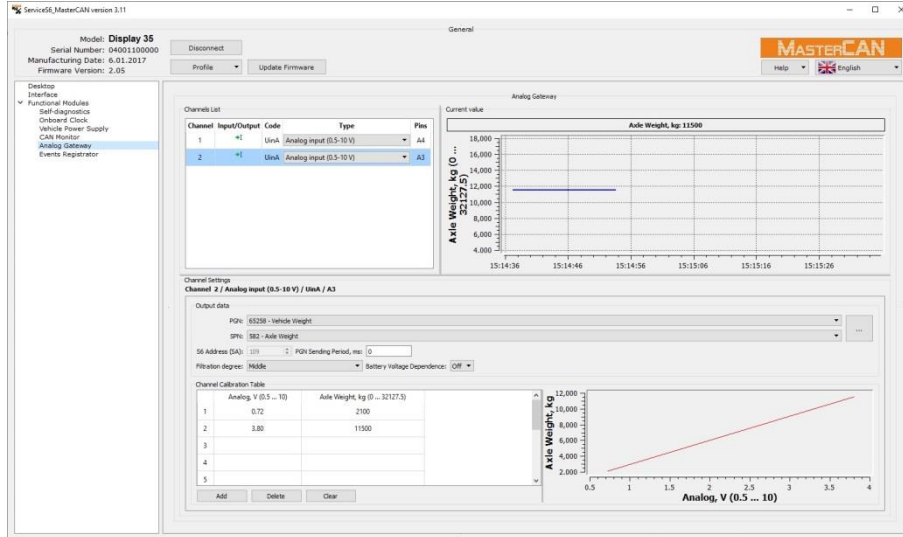 ServiceS6_MasterCAN version 3.11
General
Model: Display 35
Serial Number: 04001100000
Manufacturing Date: 6.01.2017
Firmware Version: 2.05
Disconnect
Profile
Update Firmware
MASTERCAN
Help
English
Desktop
Interface
Functional Modules
Self-diagnostics
Onboard Clock
Vehicle Power Supply
CAN Monitor
Analog Gateway
Events Registrator
Analog Gateway
Channels List
Channel Input/Output Code Type Pins
1 UinA Analog input (0.5-10 V) A4
2 UinA Analog input (0.5-10 V) A3
Current value
Axle Weight, kg: 11500
Axle Weight, kg (0 ... 32127.5)
18,000
16,000
14,000
12,000
10,000
8,000
6,000
4,000
15:14:36 15:14:46 15:14:56 15:15:06 15:15:16 15:15:26
Channel Settings
Channel 2 / Analog input (0.5-10 V) / UinA / A3
Output data
PGN: 65258 - Vehicle Weight
SPN: 582 - Axle Weight
...
S6 Address (SA): 109 PGN Sending Period, ms: 0
Filtration degree: Middle Battery Voltage Dependence: Off
Channel Calibration Table
Analog, V (0.5 ... 10) Axle Weight, kg (0 ... 32127.5)
1 0.72 2100
2 3.80 11500
3
4
5
Add Delete Clear
Axle Weight, kg
12,000
10,000
8,000
6,000
4,000
2,000
0.5 1 1.5 2 2.5 3 3.5 4
Analog, V (0.5 ... 10)